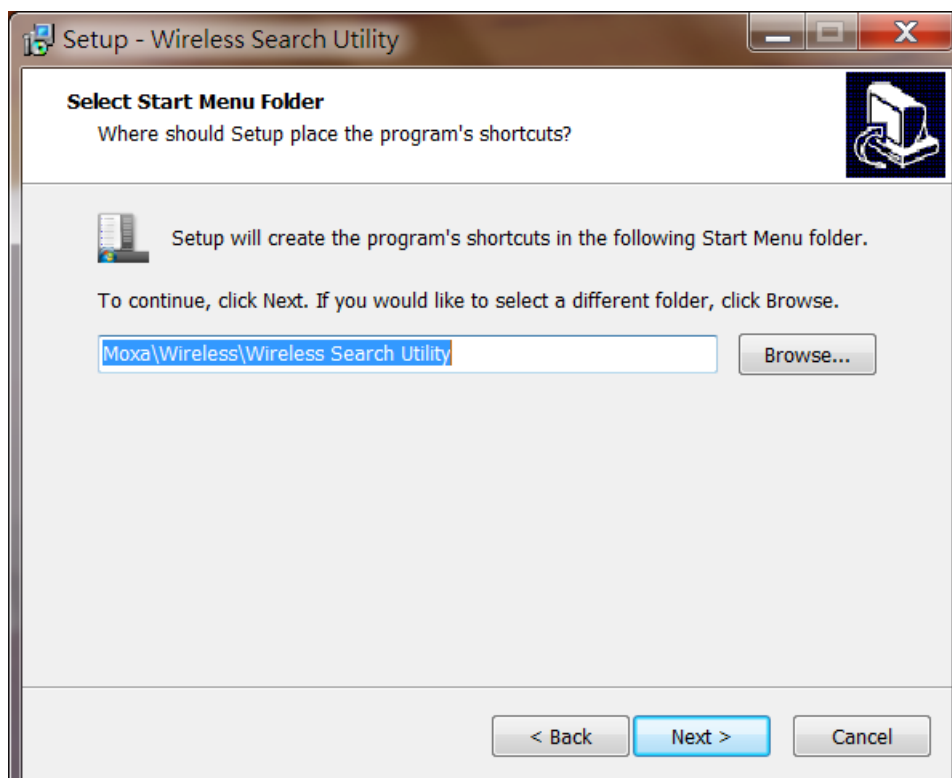 Setup - Wireless Search Utility
Select Start Menu Folder
Where should Setup place the program's shortcuts?
Setup will create the program's shortcuts in the following Start Menu folder.
To continue, click Next. If you would like to select a different folder, click Browse.
Moxa\Wireless\Wireless Search Utility
Browse...
< Back
Next >
Cancel